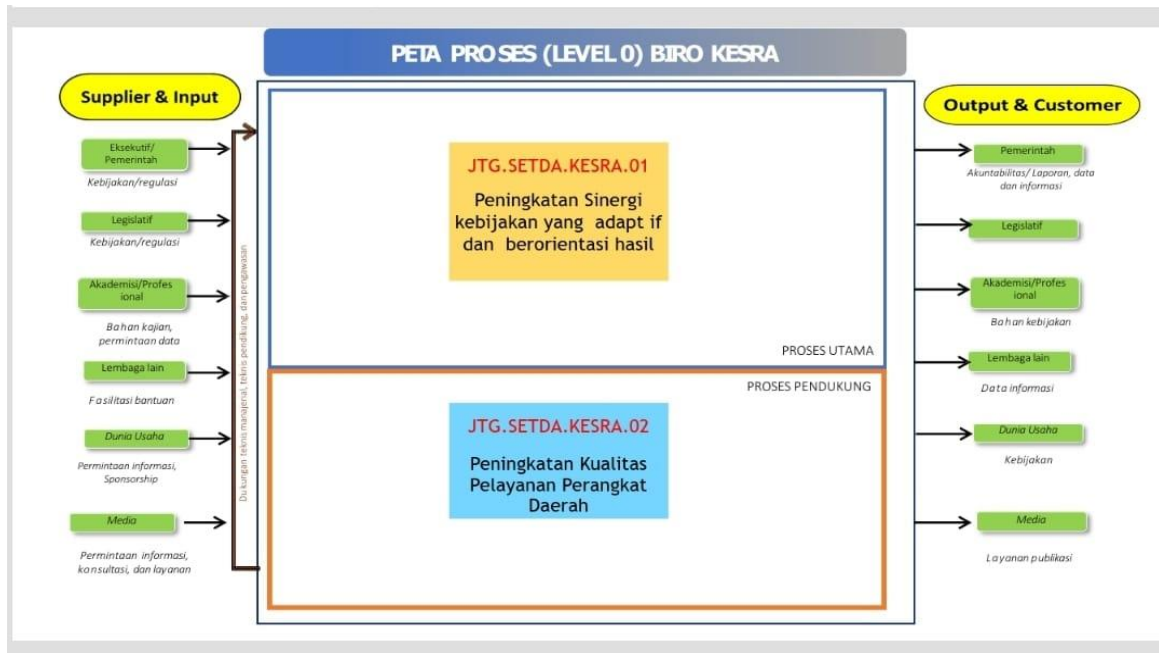 PETA PROSES (LEVEL 0) BIRO KESRA
Supplier & Input
Eksekutif/
Pemerintah
Kebijakan/regulasi
Legislatif
Kebijakan/regulasi
Akademisi/Profes
ional
Bahan kajian,
permintaan data
Lembaga lain
Fasilitasi bantuan
Dunia Usaha
Permintaan informasi,
Sponsorship
Media
Permintaan informasi,
konsultasi, dan layanan
Dukungan teknis manajerial, teknis pendikung, dan pengawasan
JTG.SETDA.KESRA.01
Peningkatan Sinergi
kebijakan yang adapt if
dan berorientasi hasil
PROSES UTAMA
PROSES PENDUKUNG
JTG.SETDA.KESRA.02
Peningkatan Kualitas
Pelayanan Perangkat
Daerah
Output & Customer
Pemerintah
Akuntabilitas/ Laporan, data
dan informasi
Legislatif
Akademisi/Profes
ional
Bahan kebijakan
Lembaga lain
Data informasi
Dunia Usaha
Kebijakan
Media
Layanan publikasi